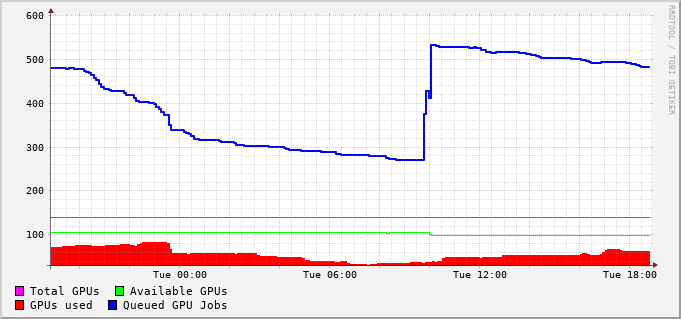 600
500
400
300
200
100
Tue 00:00 Tue 06:00 Tue 12:00 Tue 18:00
Total GPUs Available GPUs
GPUs used Queued GPU Jobs
RRDTOOL / TOBI OETIKER